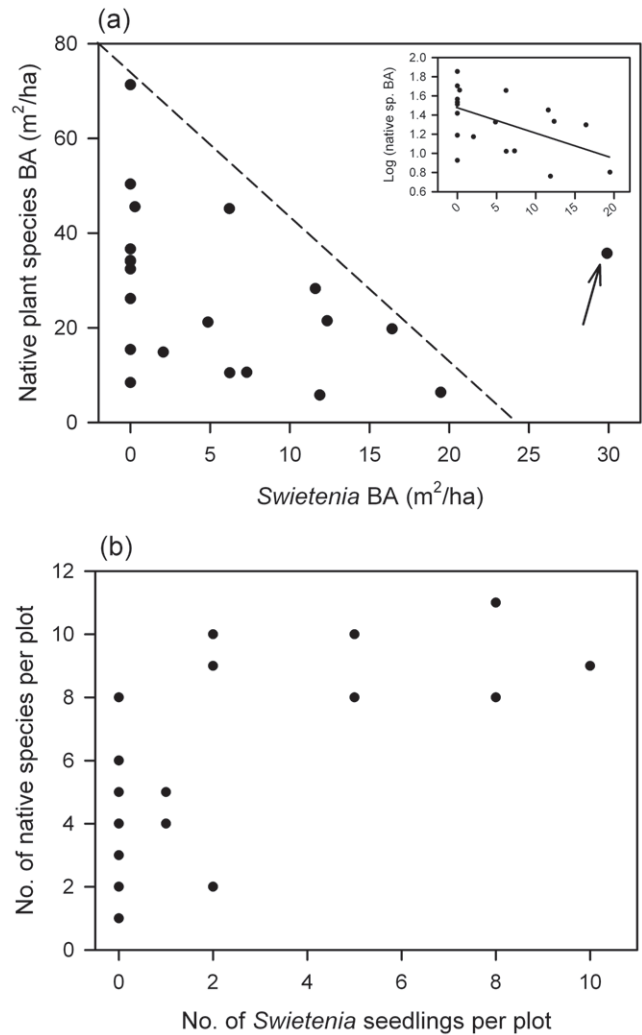 (a)
Native plant species BA (m²/ha)
80
60
40
20
0
0 5 10 15 20 25 30
Swietenia BA (m²/ha)
Log (native sp. BA)
2.0
1.8
1.6
1.4
1.2
1.0
0.8
0.6
0 5 10 15 20
(b)
No. of native species per plot
12
10
8
6
4
2
0
0 2 4 6 8 10
No. of Swietenia seedlings per plot